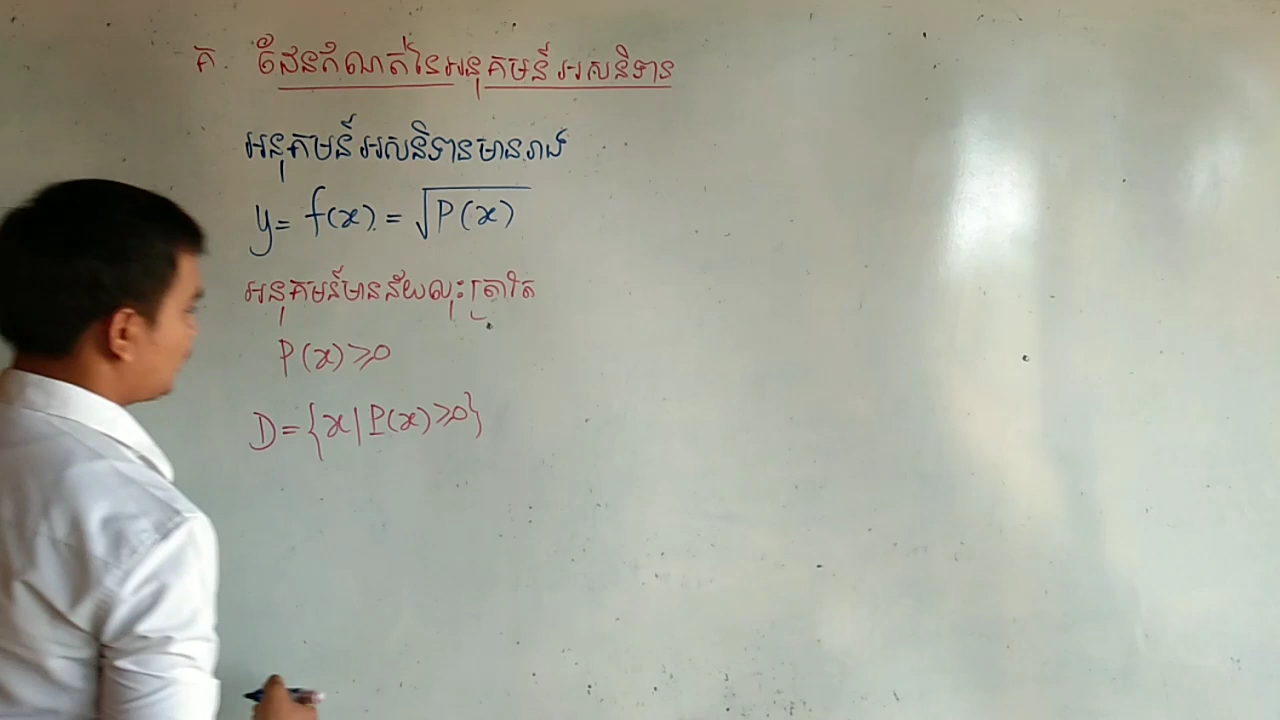 គ. ដែនកំណត់នៃអនុគមន៍អសនិទាន
អនុគមន៍អសនិទានមានរាង
y = f(x) = √P(x)
អនុគមន៍មានន័យលុះត្រាតែ
P(x) ⩾ 0
D = {x | P(x) ⩾ 0}